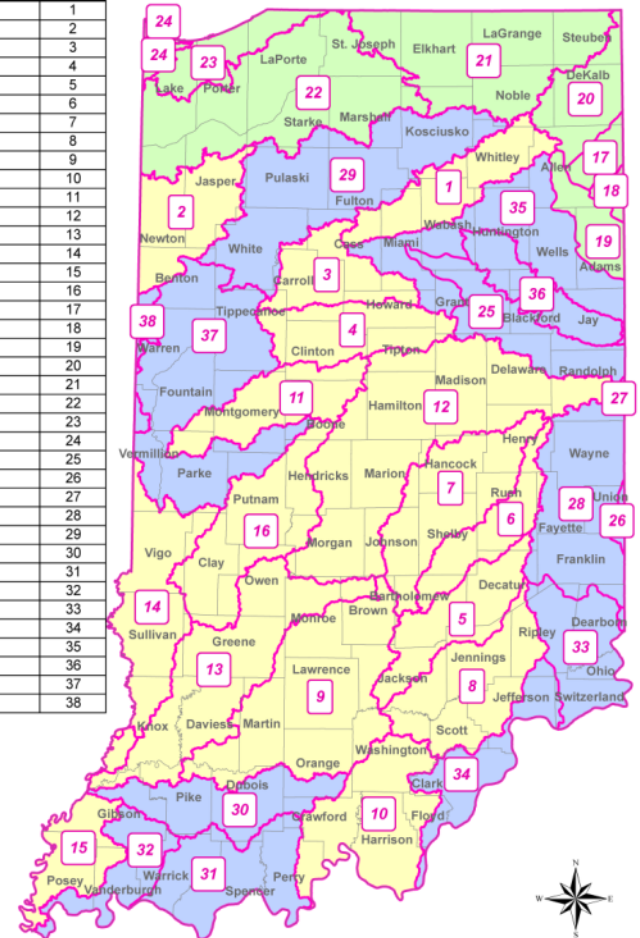 1
2
3
4
5
6
7
8
9
10
11
12
13
14
15
16
17
18
19
20
21
22
23
24
25
26
27
28
29
30
31
32
33
34
35
36
37
38
24
LaGrange
Steuben
St. Joseph
Elkhart
24
23
LaPorte
21
DeKalb
Lake
Porter
22
Noble
20
Starke
Marshall
Kosciusko
17
Whitley
Allen
Jasper
Pulaski
29
1
18
Fulton
35
2
Wabash
Huntington
19
Newton
White
Cass
Miami
Wells
Adams
Benton
Carroll
3
36
38
Tippecanoe
Howard
Grant
25
Blackford
Jay
37
4
Warren
Clinton
Tipton
Delaware
Randolph
Fountain
11
Madison
27
Montgomery
Hamilton
12
Boone
Henry
Vermillion
Wayne
Parke
Hendricks
Marion
Hancock
Putnam
7
Rush
28
Union
16
6
26
Fayette
Vigo
Morgan
Johnson
Shelby
Clay
Franklin
Owen
Decatur
14
Bartholomew
Monroe
Brown
5
Dearborn
Sullivan
Greene
Ripley
33
13
Lawrence
Jennings
Ohio
9
Jackson
8
Jefferson
Switzerland
Knox
Daviess
Martin
Scott
Washington
Orange
34
Dubois
Clark
Pike
30
Gibson
Crawford
10
Floyd
15
32
Harrison
31
Warrick
Perry
Posey
Vanderburgh
Spencer
N
W
E
S